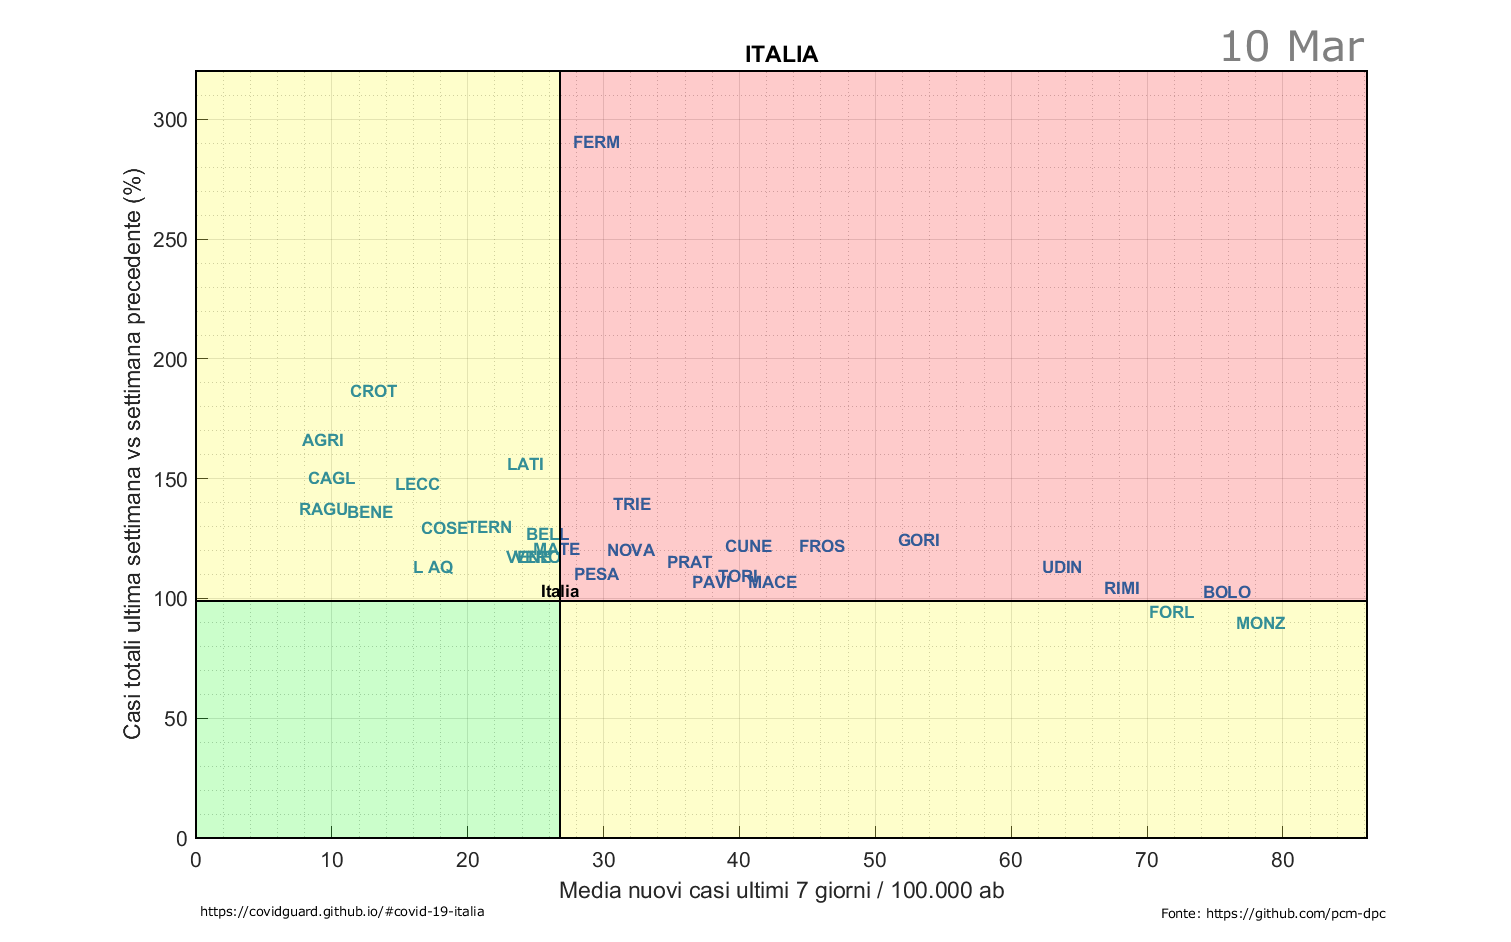 10 Mar
ITALIA
Casi totali ultima settimana vs settimana precedente (%)
300
250
200
150
100
50
0
FERM
CROT
AGRI
LATI
CAGL
LECC
TRIE
RAGU
BENE
COSE
TERN
BELL
GORI
CUNE
FROS
MATE
NOVA
PRAT
L AQ
UDIN
PESA
TORI
PAVI
MACE
RIMI
Italia
BOLO
FORL
MONZ
0 10 20 30 40 50 60 70 80
Media nuovi casi ultimi 7 giorni / 100.000 ab
https://covidguard.github.io/#covid-19-italia
Fonte: https://github.com/pcm-dpc